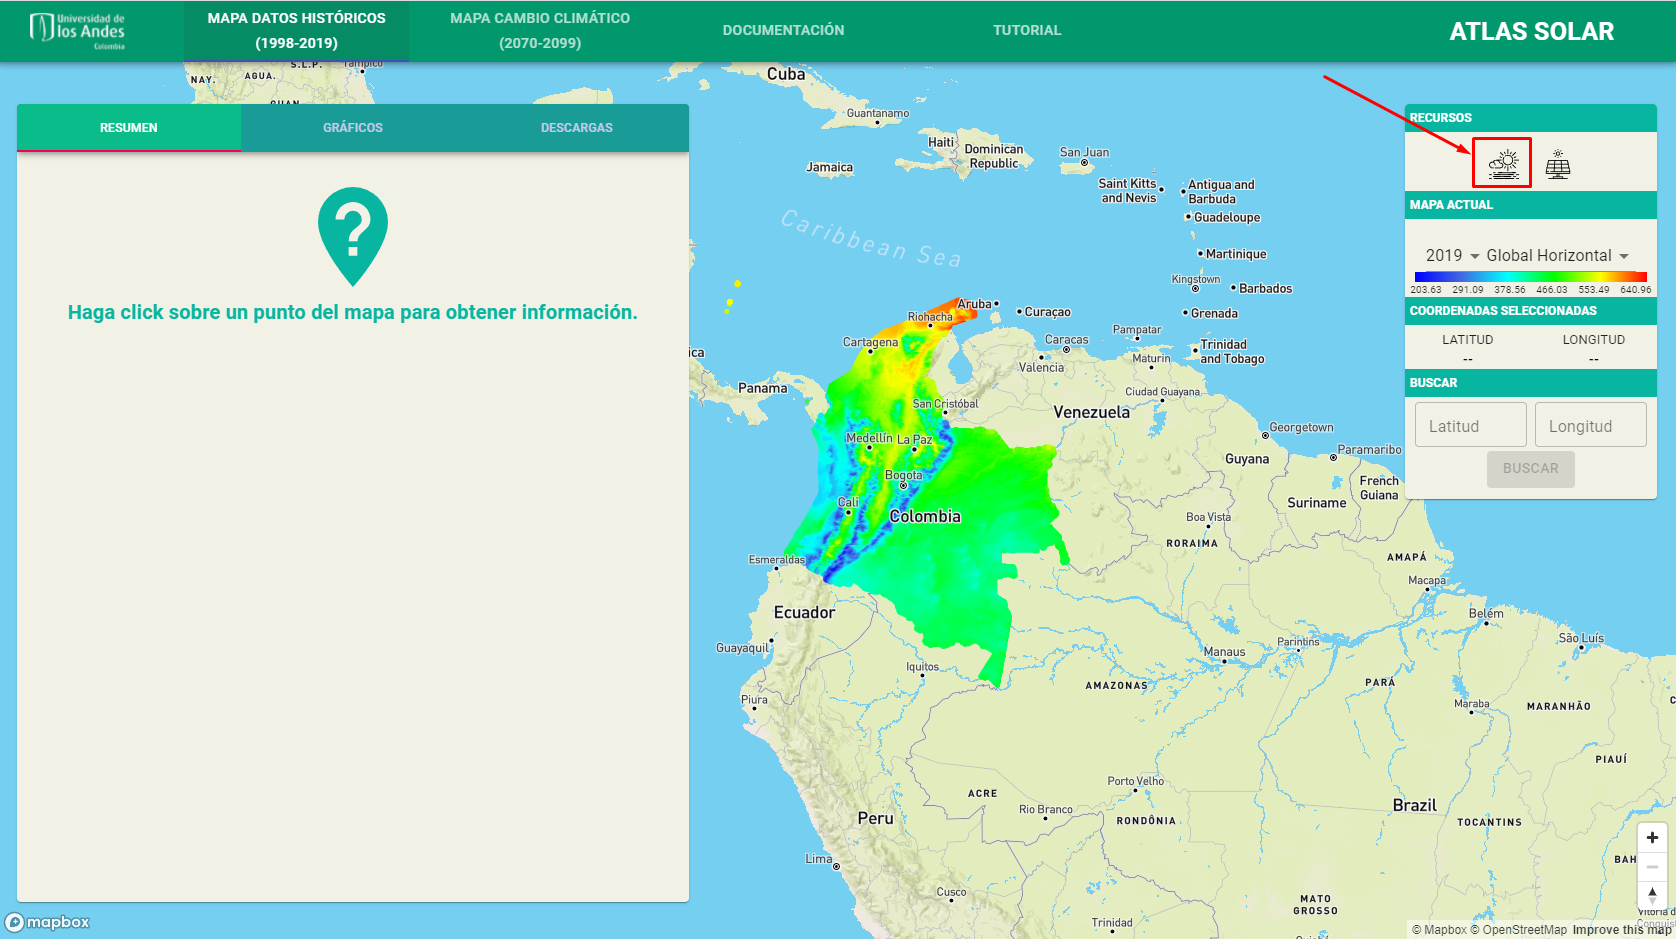 Universidad de
los Andes
Colombia
MAPA DATOS HISTÓRICOS
(1998-2019)
MAPA CAMBIO CLIMÁTICO
(2070-2099)
DOCUMENTACIÓN
TUTORIAL
ATLAS SOLAR
RESUMEN
GRÁFICOS
DESCARGAS
?
Haga click sobre un punto del mapa para obtener información.
RECURSOS
MAPA ACTUAL
2019
Global Horizontal
203.63 291.09 378.56 466.03 553.49 640.96
COORDENADAS SELECCIONADAS
LATITUD
LONGITUD
--
--
BUSCAR
Latitud
Longitud
BUSCAR
NAY.
AGUA.
S.L.P.
Tampico
GUAN
Cuba
Guantanamo
Haiti
Dominican
Republic
Jamaica
San Juan
Saint Kitts
and Nevis
Antigua and
Barbuda
Guadeloupe
Caribbean Sea
Martinique
Kingstown
Barbados
Grenada
Aruba
Curaçao
Riohacha
Cartagena
Caracas
Pampatar
Trinidad
and Tobago
Valencia
Maturin
ica
Panama
San Cristóbal
Ciudad Guayana
Venezuela
Georgetown
Paramaribo
Medellín
La Paz
Guyana
Bogota
French
Guiana
Suriname
Cali
Colombia
Boa Vista
RORAIMA
AMAPÁ
Esmeraldas
Macapa
Ecuador
Belém
Guayaquil
Parintins
São Luís
Manaus
Iquitos
AMAZONAS
PARÁ
Piura
Maraba
MARANHÃO
C
PIAUÍ
Porto Velho
ACRE
Rio Branco
Brazil
Peru
RONDÔNIA
TOCANTINS
Lima
BAH
Cusco
MATO
GROSSO
Trinidad
Vitória d
Conquist
mapbox
© Mapbox © OpenStreetMap Improve this map